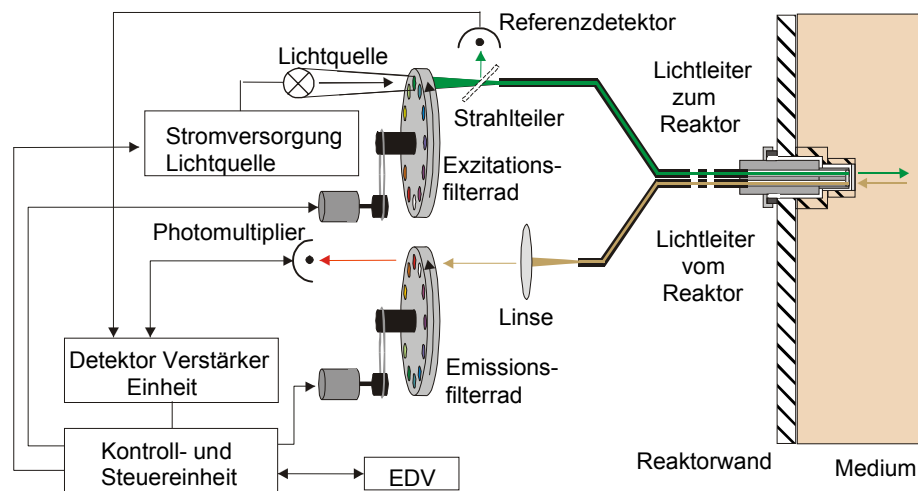 Referenzdetektor
Lichtquelle
Strahlteiler
Stromversorgung
Lichtquelle
Exzitations-
filterrad
Lichtleiter
zum
Reaktor
Photomultiplier
Lichtleiter
vom
Reaktor
Linse
Detektor Verstärker
Einheit
Emissions-
filterrad
Kontroll- und
Steuereinheit
EDV
Reaktorwand
Medium